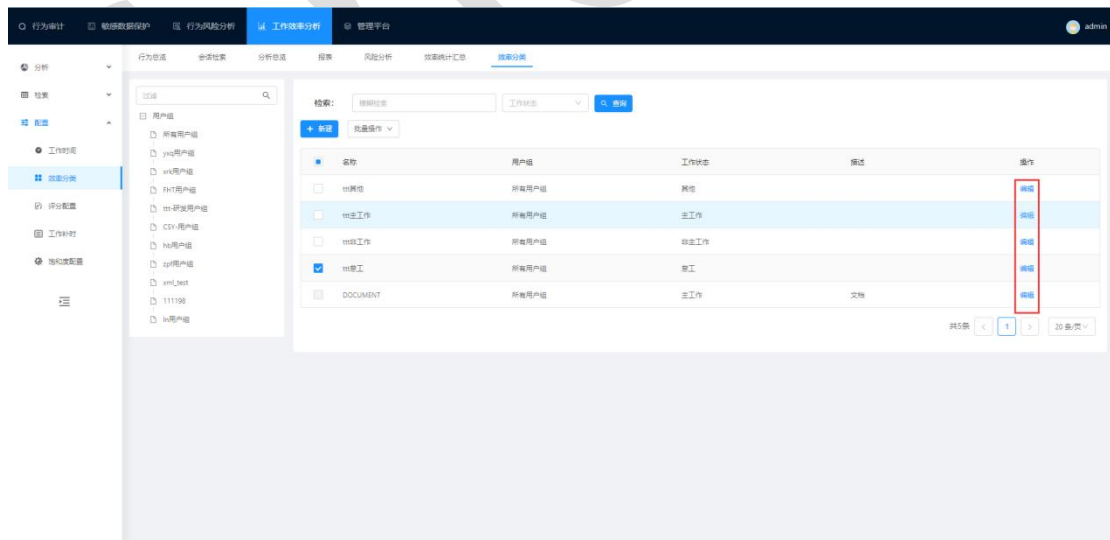 行为审计 敏感数据保护 行为风险分析 工作效率分析 管理平台 admin
行为总览 会话检索 分析总览 报表 风险分析 效率统计汇总 效率分类
分析
检索
配置
工作时间
效率分类
评分配置
工作补时
饱和度配置
过滤
用户组
所有用户组
yxq用户组
xrk用户组
FHT用户组
ttt-研发用户组
CSY-用户组
hb用户组
zpf用户组
xml_test
111198
ln用户组
检索: 模糊检索 工作状态 查询
+ 新建 批量操作
名称 用户组 工作状态 描述 操作
ttt其他 所有用户组 其他 编辑
ttt主工作 所有用户组 主工作 编辑
ttt非工作 所有用户组 非主工作 编辑
ttt怠工 所有用户组 怠工 编辑
DOCUMENT 所有用户组 主工作 文档 编辑
共5条 < 1 > 20 条/页